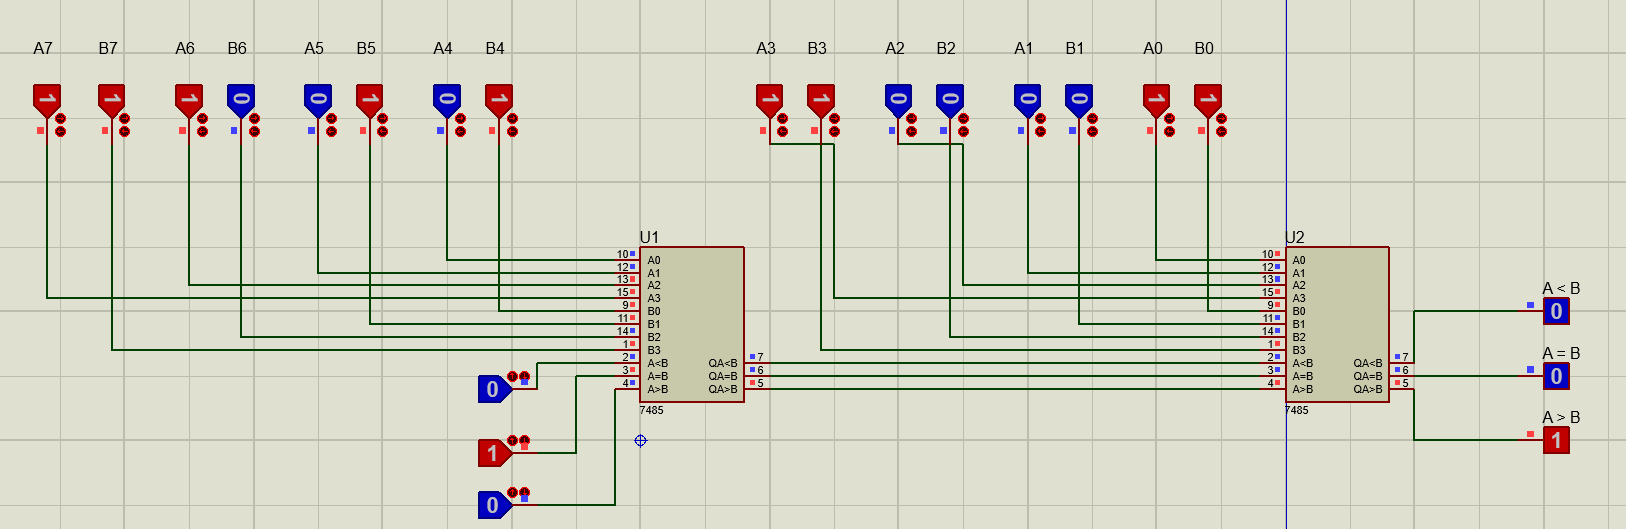 A7 B7 A6 B6 A5 B5 A4 B4 A3 B3 A2 B2 A1 B1 A0 B0
1 1 1 0 0 1 0 1 1 1 0 0 0 0 1 1
U1
10 A0
12 A1
13 A2
15 A3
9 B0
11 B1
14 B2
1 B3
2 A<B QA<B 7
3 A=B QA=B 6
4 A>B QA>B 5
7485
0
1
0
U2
10 A0
12 A1
13 A2
15 A3
9 B0
11 B1
14 B2
1 B3
2 A<B QA<B 7
3 A=B QA=B 6
4 A>B QA>B 5
7485
A < B
0
A = B
0
A > B
1